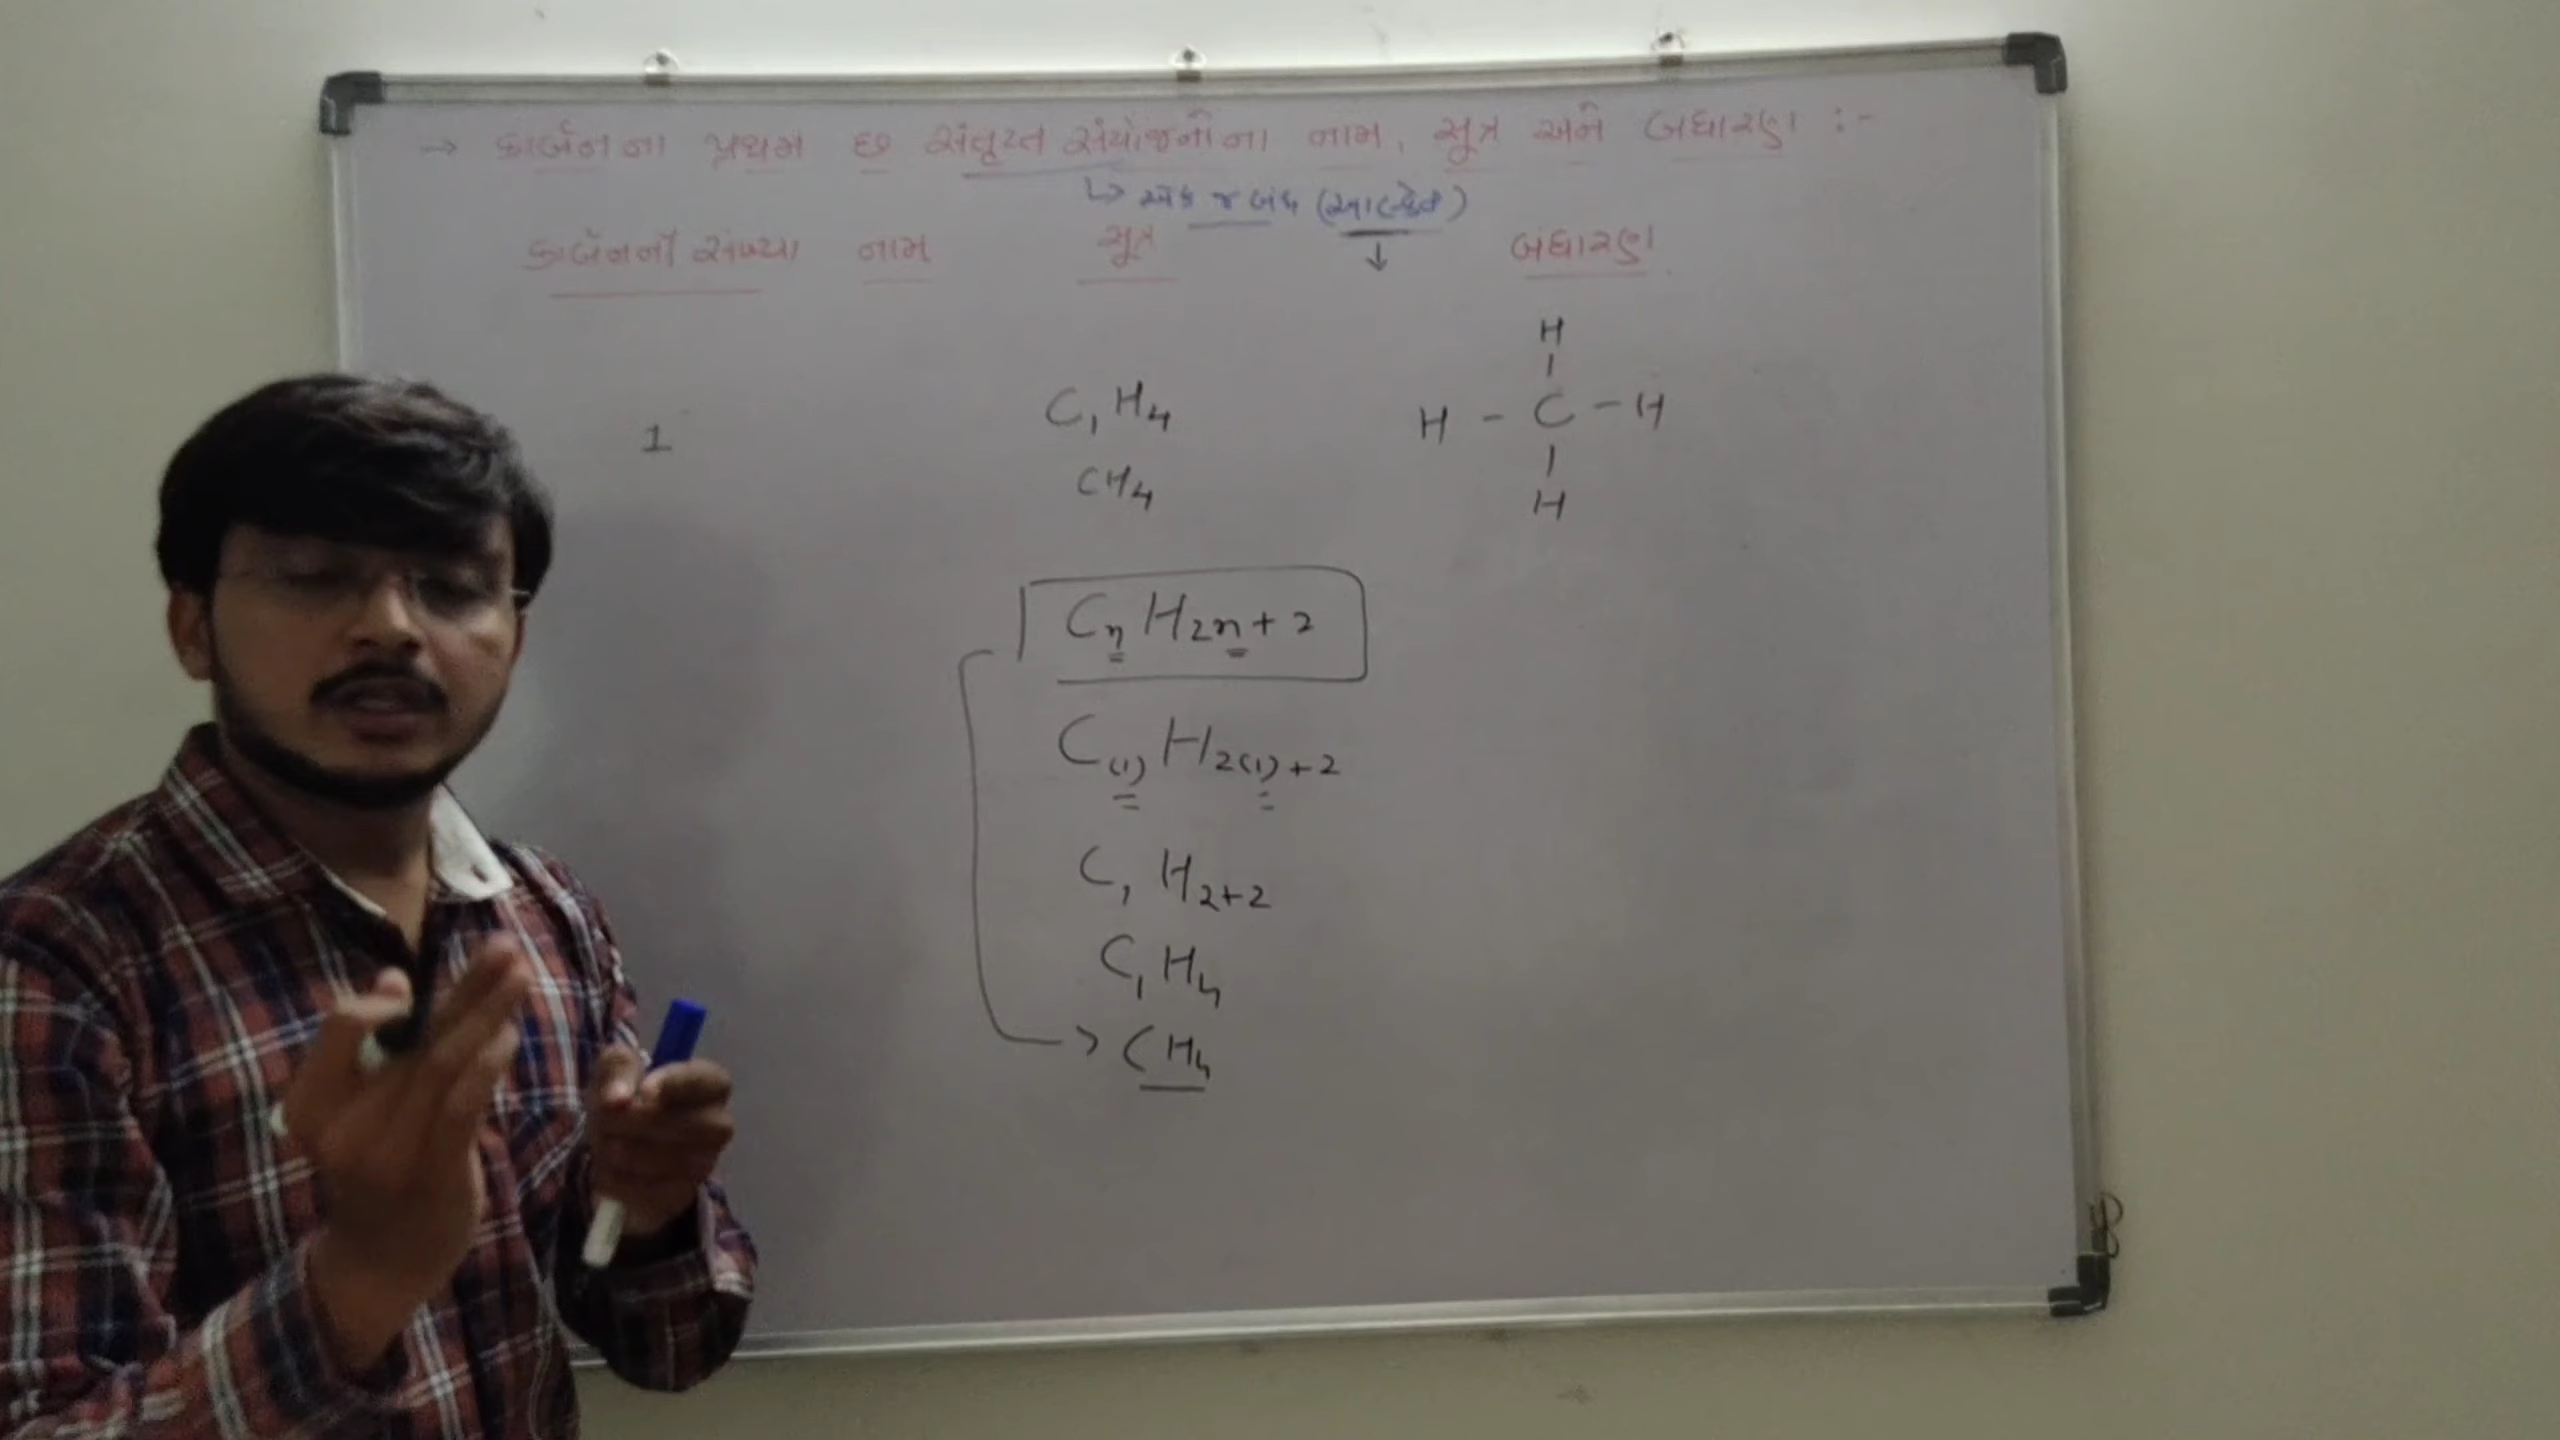 → કાર્બનના પ્રથમ છ સંતૃપ્ત સંયોજનોના નામ, સૂત્ર અને બંધારણ :-
↳ એક જ બંધ (આલ્કેન)
↓
કાર્બનની સંખ્યા નામ સૂત્ર બંધારણ
H
|
1 C₁H₄ H - C - H
|
CH₄ H
CₙH₂ₙ₊₂
C₍₁₎H₂₍₁₎₊₂
C₁H₂₊₂
C₁H₄
→ CH₄